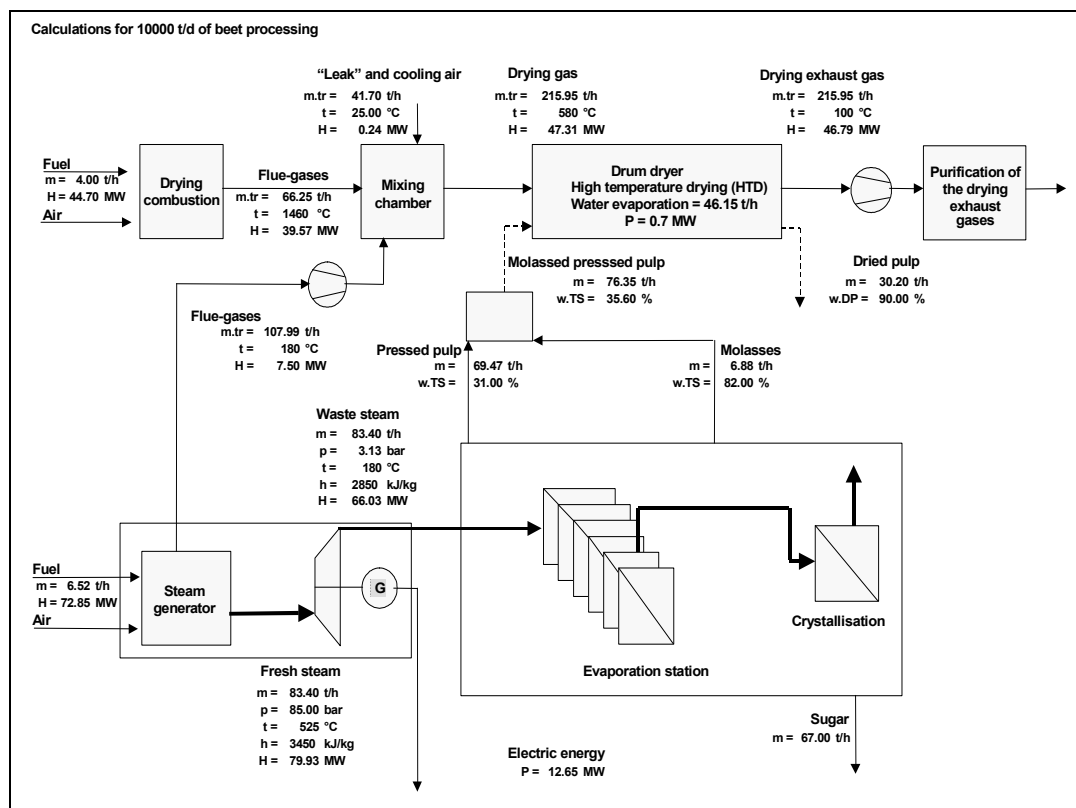 Calculations for 10000 t/d of beet processing
“Leak” and cooling air
m.tr = 41.70 t/h
t = 25.00 °C
H = 0.24 MW
Drying gas
m.tr = 215.95 t/h
t = 580 °C
H = 47.31 MW
Drying exhaust gas
m.tr = 215.95 t/h
t = 100 °C
H = 46.79 MW
Fuel
m = 4.00 t/h
H = 44.70 MW
Air
Drying
combustion
Flue-gases
m.tr = 66.25 t/h
t = 1460 °C
H = 39.57 MW
Mixing
chamber
Drum dryer
High temperature drying (HTD)
Water evaporation = 46.15 t/h
P = 0.7 MW
Purification of
the drying
exhaust
gases
Flue-gases
m.tr = 107.99 t/h
t = 180 °C
H = 7.50 MW
Molassed presssed pulp
m = 76.35 t/h
w.TS = 35.60 %
Dried pulp
m = 30.20 t/h
w.DP = 90.00 %
Pressed pulp
m = 69.47 t/h
w.TS = 31.00 %
Molasses
m = 6.88 t/h
w.TS = 82.00 %
Waste steam
m = 83.40 t/h
p = 3.13 bar
t = 180 °C
h = 2850 kJ/kg
H = 66.03 MW
Fuel
m = 6.52 t/h
H = 72.85 MW
Air
Steam
generator
G
Crystallisation
Evaporation station
Fresh steam
m = 83.40 t/h
p = 85.00 bar
t = 525 °C
h = 3450 kJ/kg
H = 79.93 MW
Electric energy
P = 12.65 MW
Sugar
m = 67.00 t/h